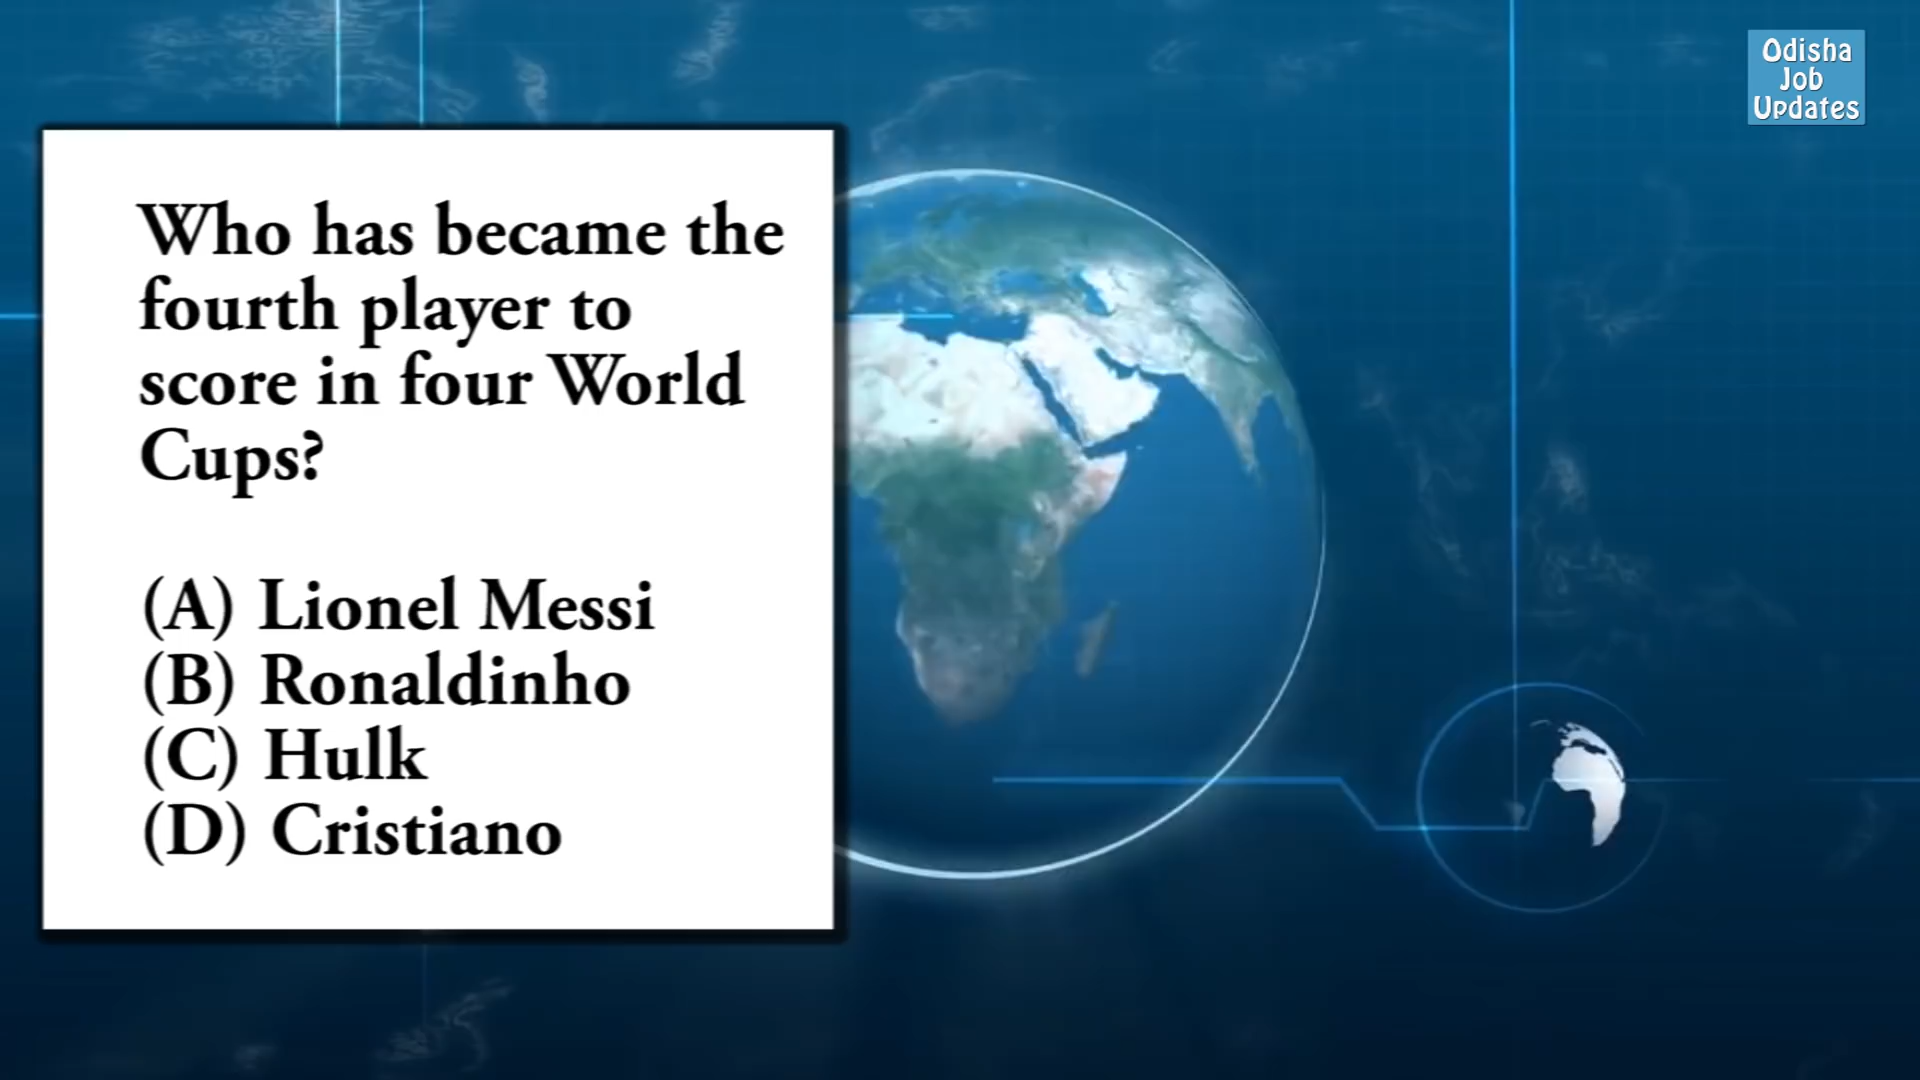 Odisha
Job
Updates
Who has became the
fourth player to
score in four World
Cups?
(A) Lionel Messi
(B) Ronaldinho
(C) Hulk
(D) Cristiano